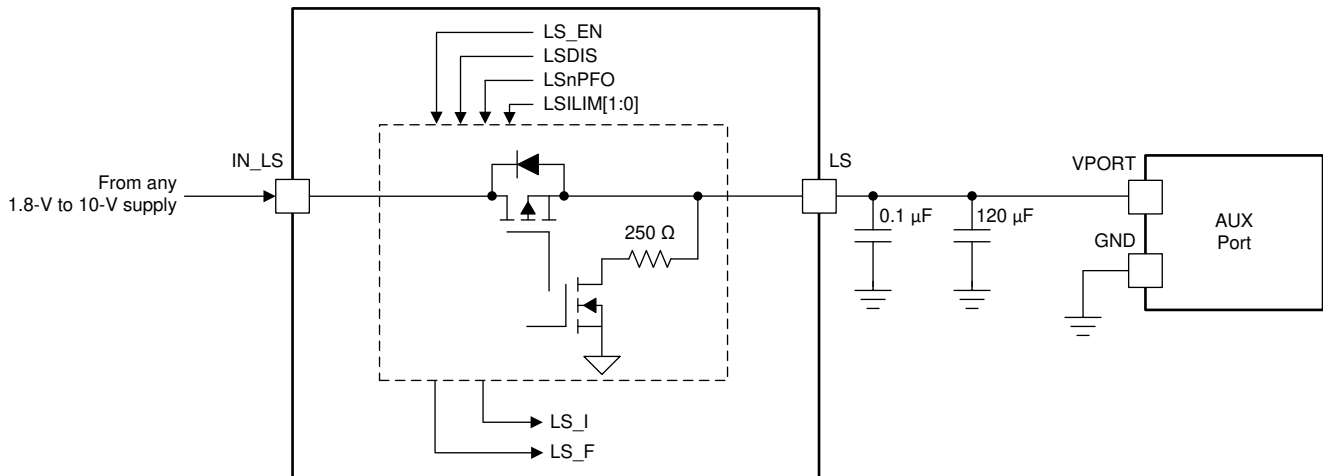 LS_EN
LSDIS
LSnPFO
LSILIM[1:0]
IN_LS
LS
VPORT
From any
1.8-V to 10-V supply
0.1 µF
120 µF
250 Ω
GND
AUX
Port
LS_I
LS_F